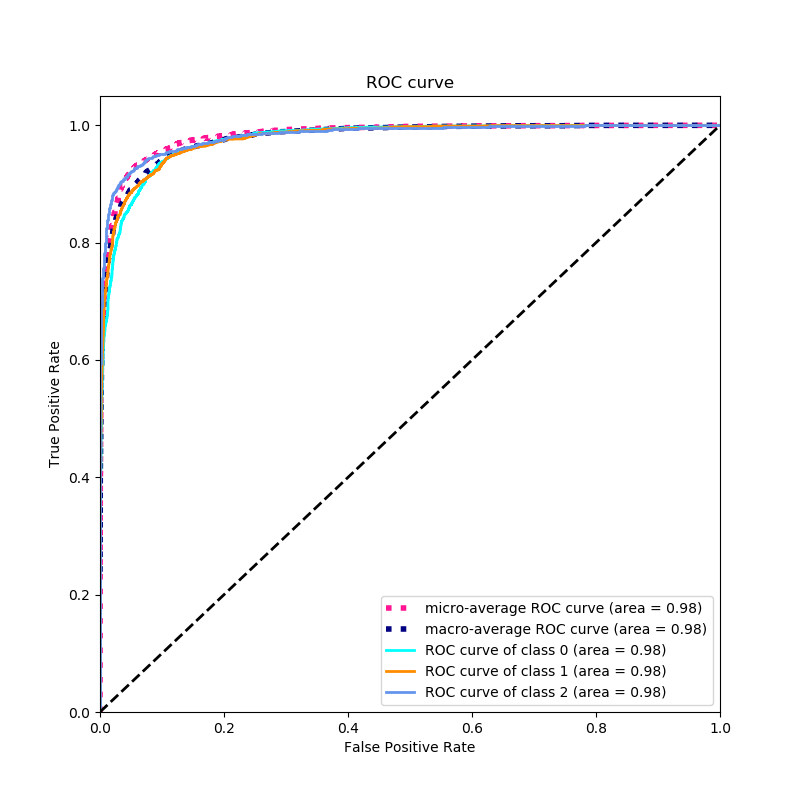 ROC curve
1.0
0.8
0.6
0.4
0.2
0.0
True Positive Rate
0.0 0.2 0.4 0.6 0.8 1.0
False Positive Rate
micro-average ROC curve (area = 0.98)
macro-average ROC curve (area = 0.98)
ROC curve of class 0 (area = 0.98)
ROC curve of class 1 (area = 0.98)
ROC curve of class 2 (area = 0.98)